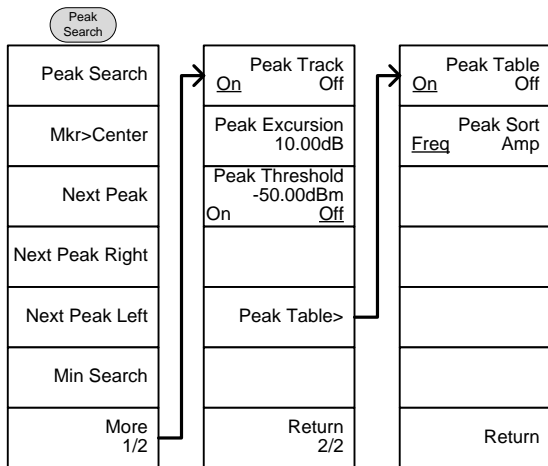 Peak
Search
Peak Search
Mkr>Center
Next Peak
Next Peak Right
Next Peak Left
Min Search
More
1/2
Peak Track
On Off
Peak Excursion
10.00dB
Peak Threshold
-50.00dBm
On Off
Peak Table>
Return
2/2
Peak Table
On Off
Peak Sort
Freq Amp
Return